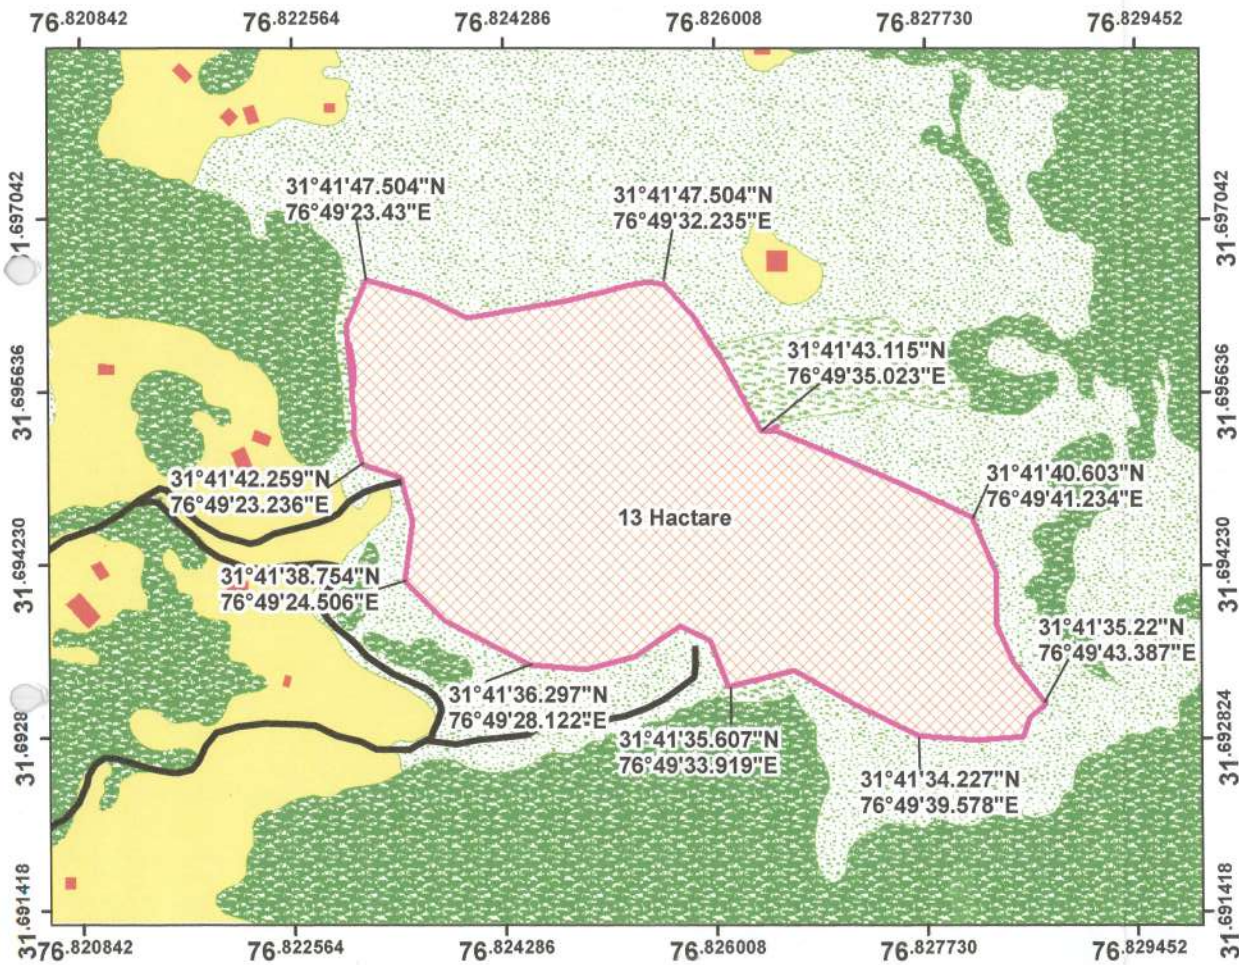 76.820842 76.822564 76.824286 76.826008 76.827730 76.829452
31°41'47.504"N
76°49'23.43"E
31°41'47.504"N
76°49'32.235"E
31.697042
31.697042
31°41'43.115"N
76°49'35.023"E
31.695636
31.695636
31°41'42.259"N
76°49'23.236"E
31°41'40.603"N
76°49'41.234"E
13 Hactare
31.694230
31.694230
31°41'38.754"N
76°49'24.506"E
31°41'35.22"N
76°49'43.387"E
31°41'36.297"N
76°49'28.122"E
31°41'35.607"N
76°49'33.919"E
31.6928
31.692824
31°41'34.227"N
76°49'39.578"E
31.691418
31.691418
76.820842 76.822564 76.824286 76.826008 76.827730 76.829452